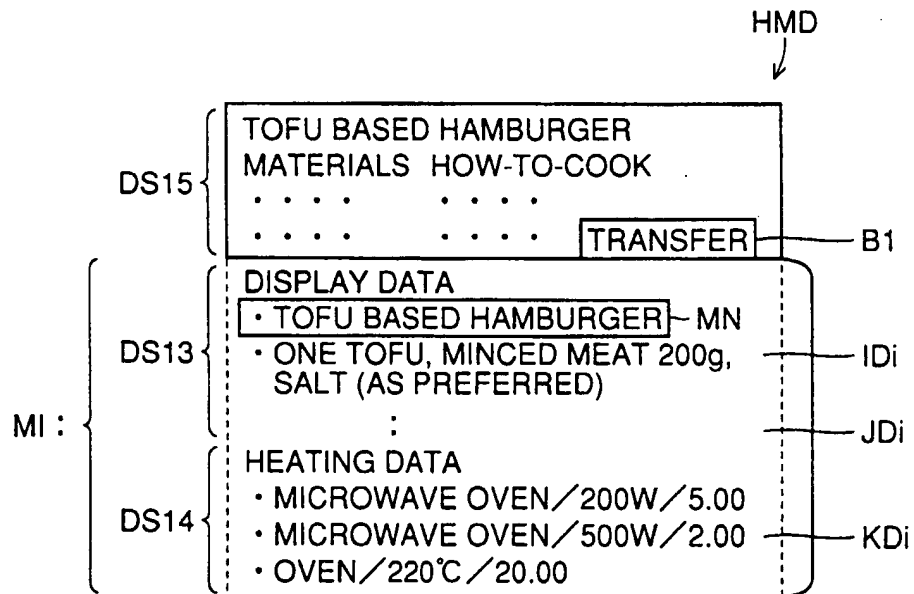 HMD
TOFU BASED HAMBURGER
MATERIALS HOW-TO-COOK
・・・・ ・・・・
・・・・ ・・・・
TRANSFER
B1
DS15
DISPLAY DATA
・TOFU BASED HAMBURGER
MN
・ONE TOFU, MINCED MEAT 200g,
SALT (AS PREFERRED)
IDi
:
JDi
DS13
MI :
HEATING DATA
・MICROWAVE OVEN／200W／5.00
・MICROWAVE OVEN／500W／2.00
KDi
・OVEN／220℃／20.00
DS14